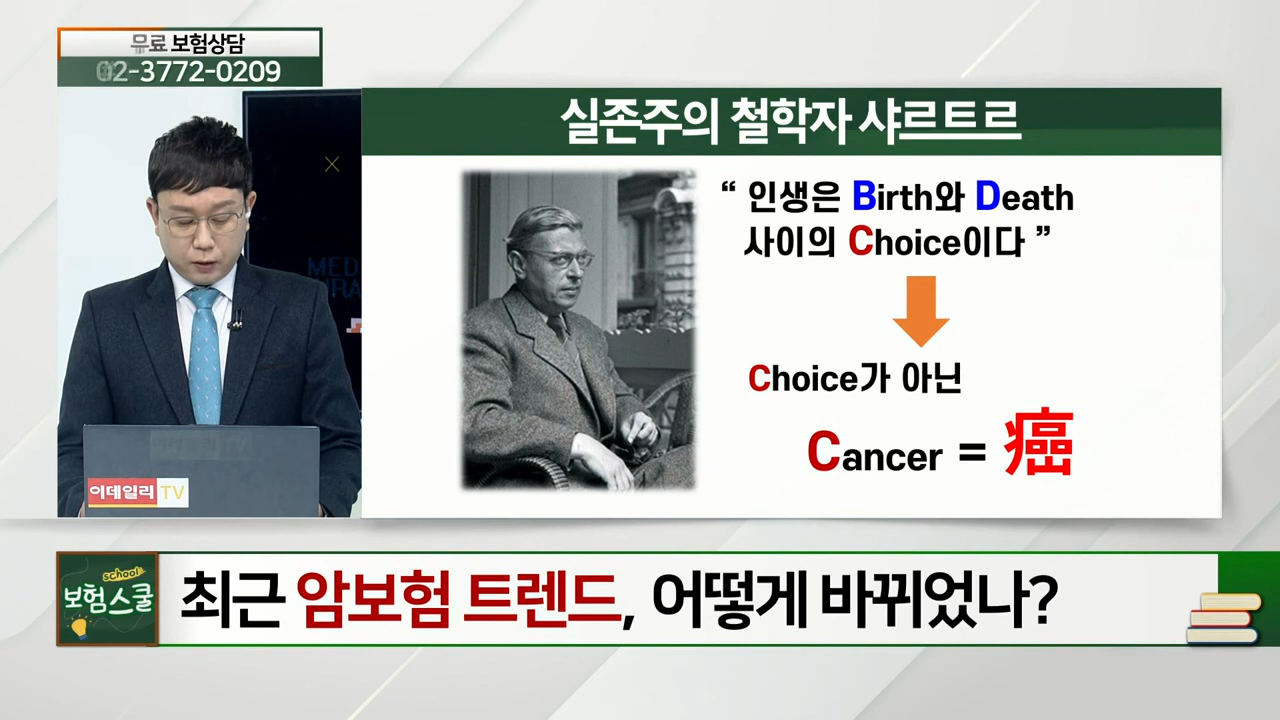 무료 보험상담
02-3772-0209
실존주의 철학자 샤르트르
“ 인생은 Birth와 Death
사이의 Choice이다 ”
Choice가 아닌
Cancer = 癌
이데일리 TV
school
보험스쿨
최근 암보험 트렌드, 어떻게 바뀌었나?